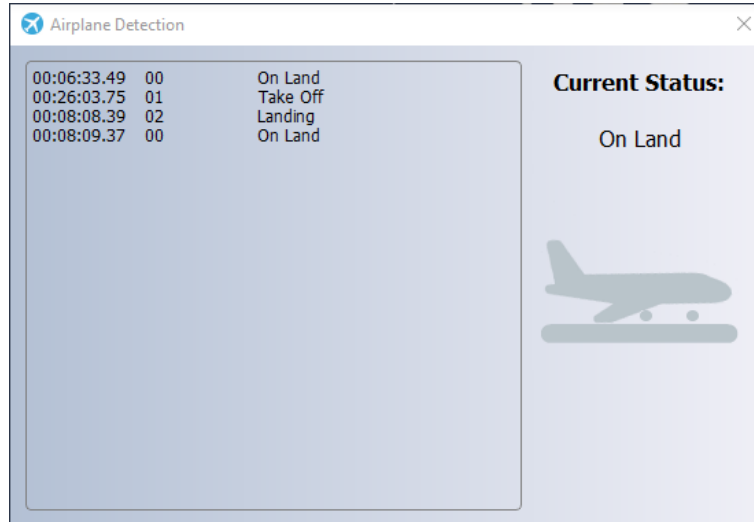 Airplane Detection
00:06:33.49 00 On Land
00:26:03.75 01 Take Off
00:08:08.39 02 Landing
00:08:09.37 00 On Land
Current Status:
On Land